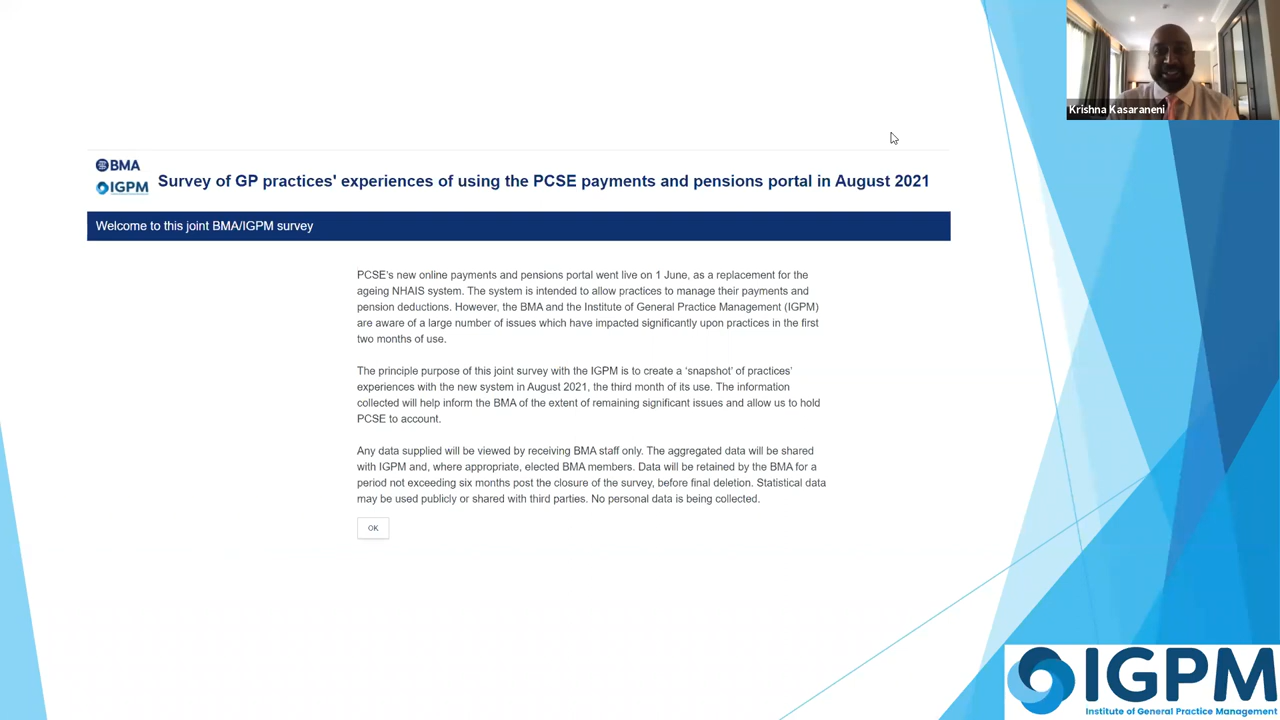 Krishna Kasaraneni
BMA
IGPM
Survey of GP practices' experiences of using the PCSE payments and pensions portal in August 2021
Welcome to this joint BMA/IGPM survey
PCSE's new online payments and pensions portal went live on 1 June, as a replacement for the
ageing NHAIS system. The system is intended to allow practices to manage their payments and
pension deductions. However, the BMA and the Institute of General Practice Management (IGPM)
are aware of a large number of issues which have impacted significantly upon practices in the first
two months of use.
The principle purpose of this joint survey with the IGPM is to create a ‘snapshot’ of practices’
experiences with the new system in August 2021, the third month of its use. The information
collected will help inform the BMA of the extent of remaining significant issues and allow us to hold
PCSE to account.
Any data supplied will be viewed by receiving BMA staff only. The aggregated data will be shared
with IGPM and, where appropriate, elected BMA members. Data will be retained by the BMA for a
period not exceeding six months post the closure of the survey, before final deletion. Statistical data
may be used publicly or shared with third parties. No personal data is being collected.
OK
IGPM
Institute of General Practice Management